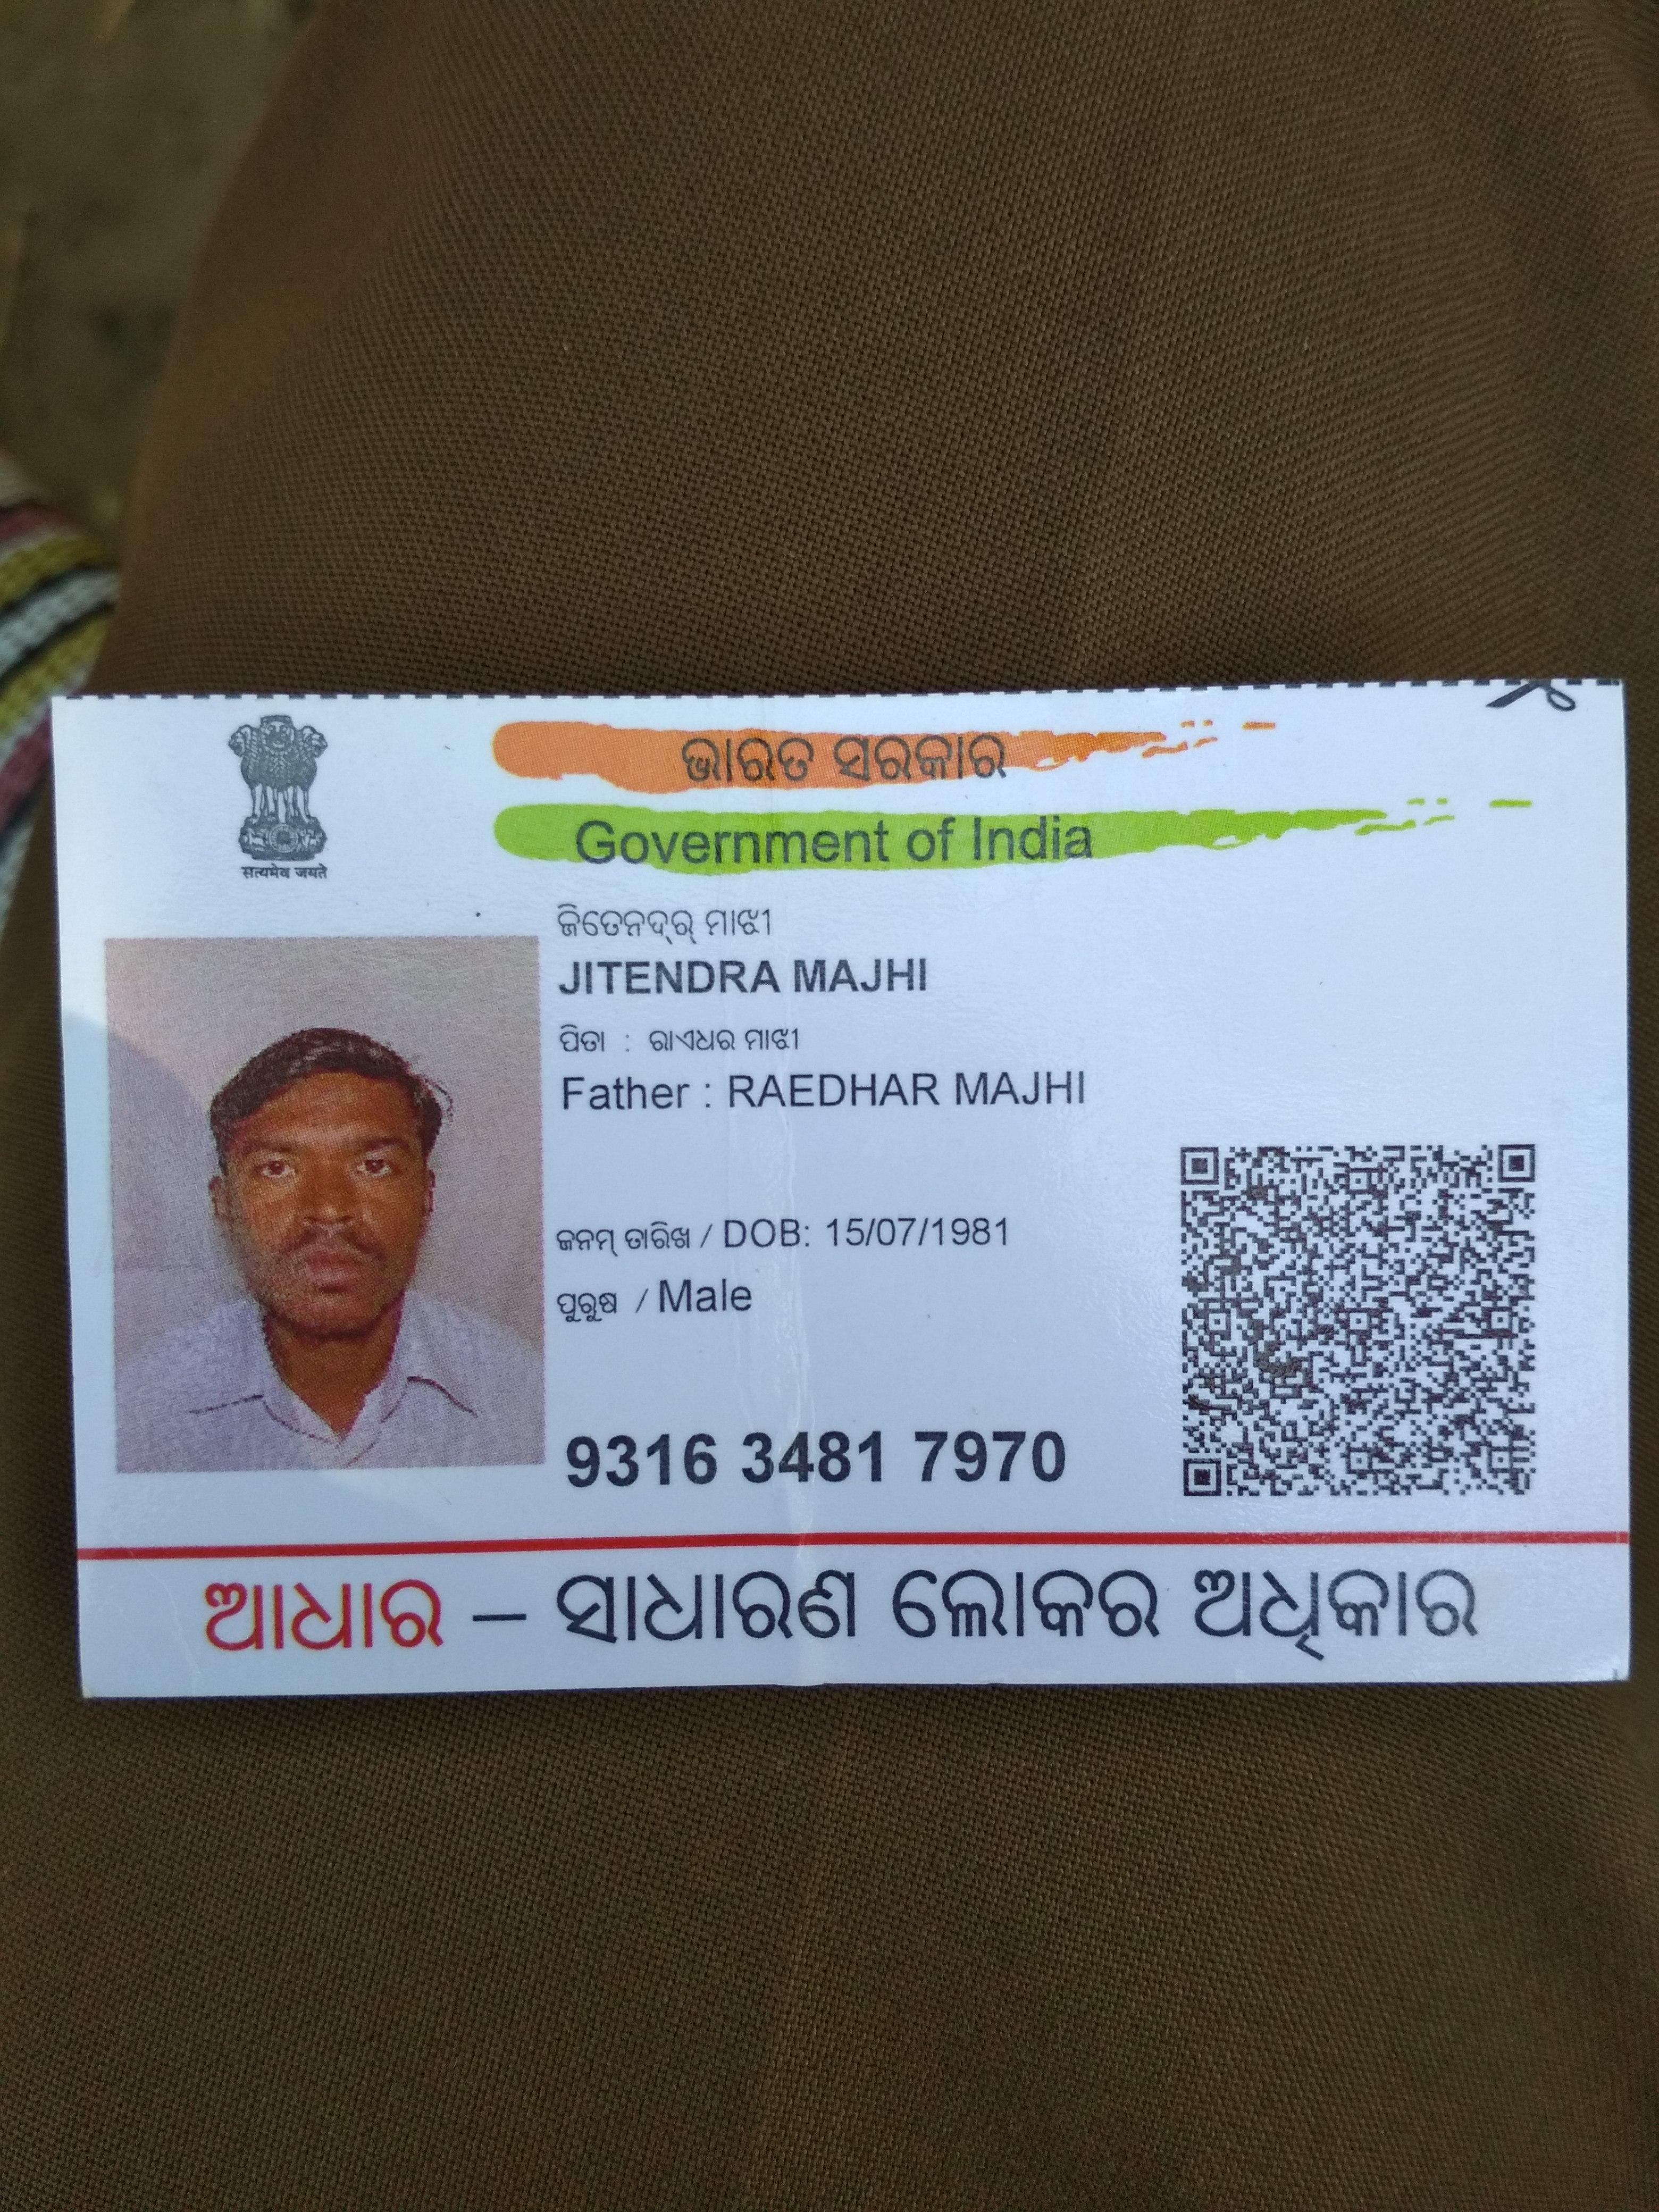 ଭାରତ ସରକାର
Government of India
सत्यमेव जयते
ଜିତେନଦ୍ର୍ ମାଝୀ
JITENDRA MAJHI
ପିତା : ରାଏଧର ମାଝୀ
Father : RAEDHAR MAJHI
ଜନମ୍ ତାରିଖ / DOB: 15/07/1981
ପୁରୁଷ / Male
9316 3481 7970
ଆଧାର – ସାଧାରଣ ଲୋକର ଅଧିକାର